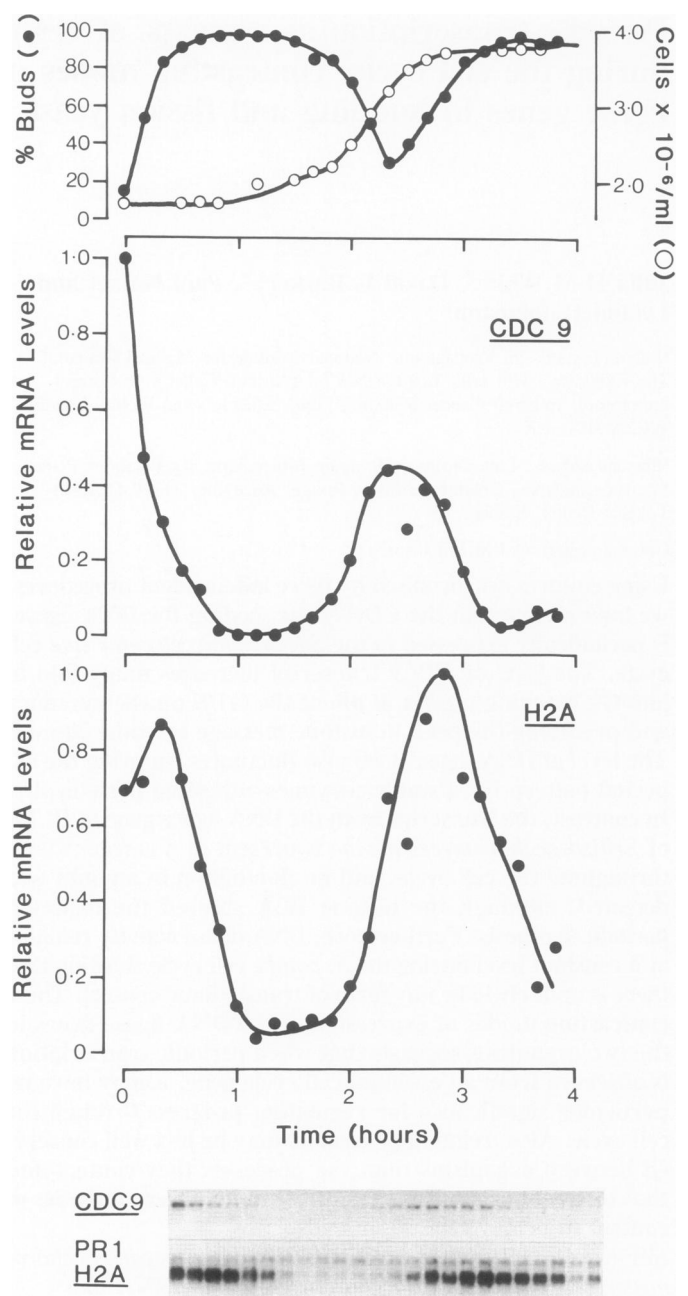 % Buds (●)
100
80
60
40
20
0
4.0
3.0
2.0
Cells x 10⁻⁶/ml (○)
Relative mRNA Levels
1·0
0·8
0·6
0·4
0·2
0
CDC 9
Relative mRNA Levels
1·0
0·8
0·6
0·4
0·2
0
H2A
0
1
2
3
4
Time (hours)
CDC9
PR1
H2A